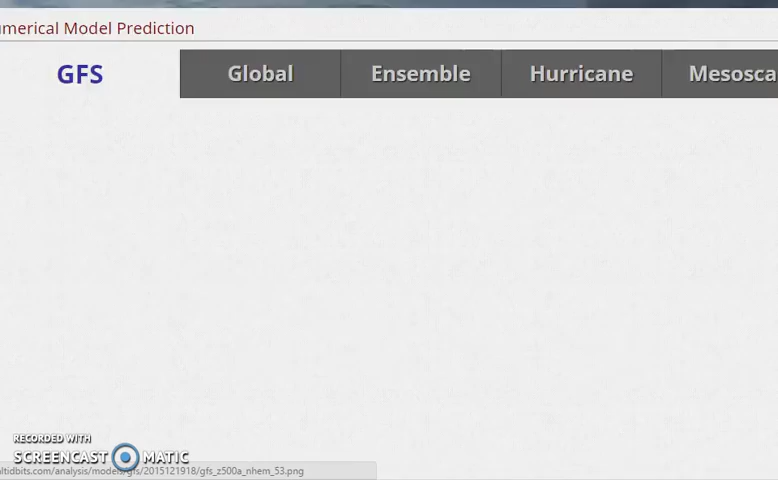 umerical Model Prediction
GFS Global Ensemble Hurricane Mesosca
RECORDED WITH
SCREENCAST MATIC
altidbits.com/analysis/models/gfs/2015121918/gfs_z500a_nhem_53.png